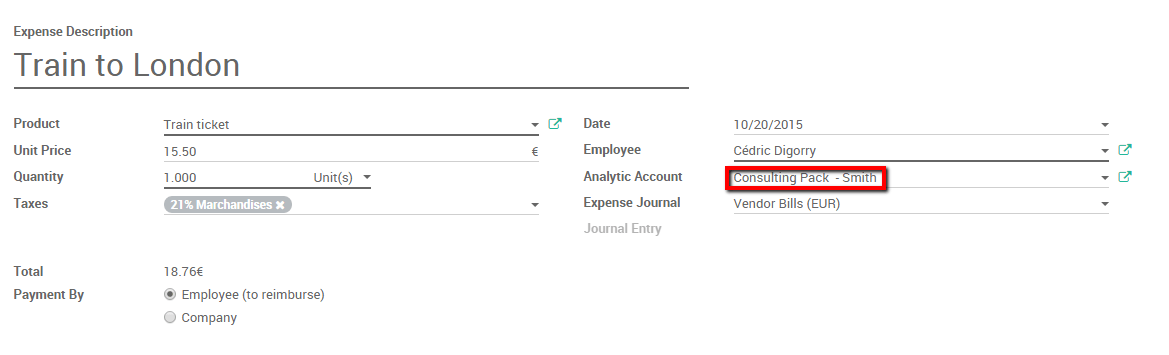 Expense Description
Train to London
Product Train ticket
Unit Price 15.50 €
Quantity 1.000 Unit(s)
Taxes 21% Marchandises ×
Date 10/20/2015
Employee Cédric Digorry
Analytic Account Consulting Pack - Smith
Expense Journal Vendor Bills (EUR)
Journal Entry
Total 18.76€
Payment By Employee (to reimburse)
Company